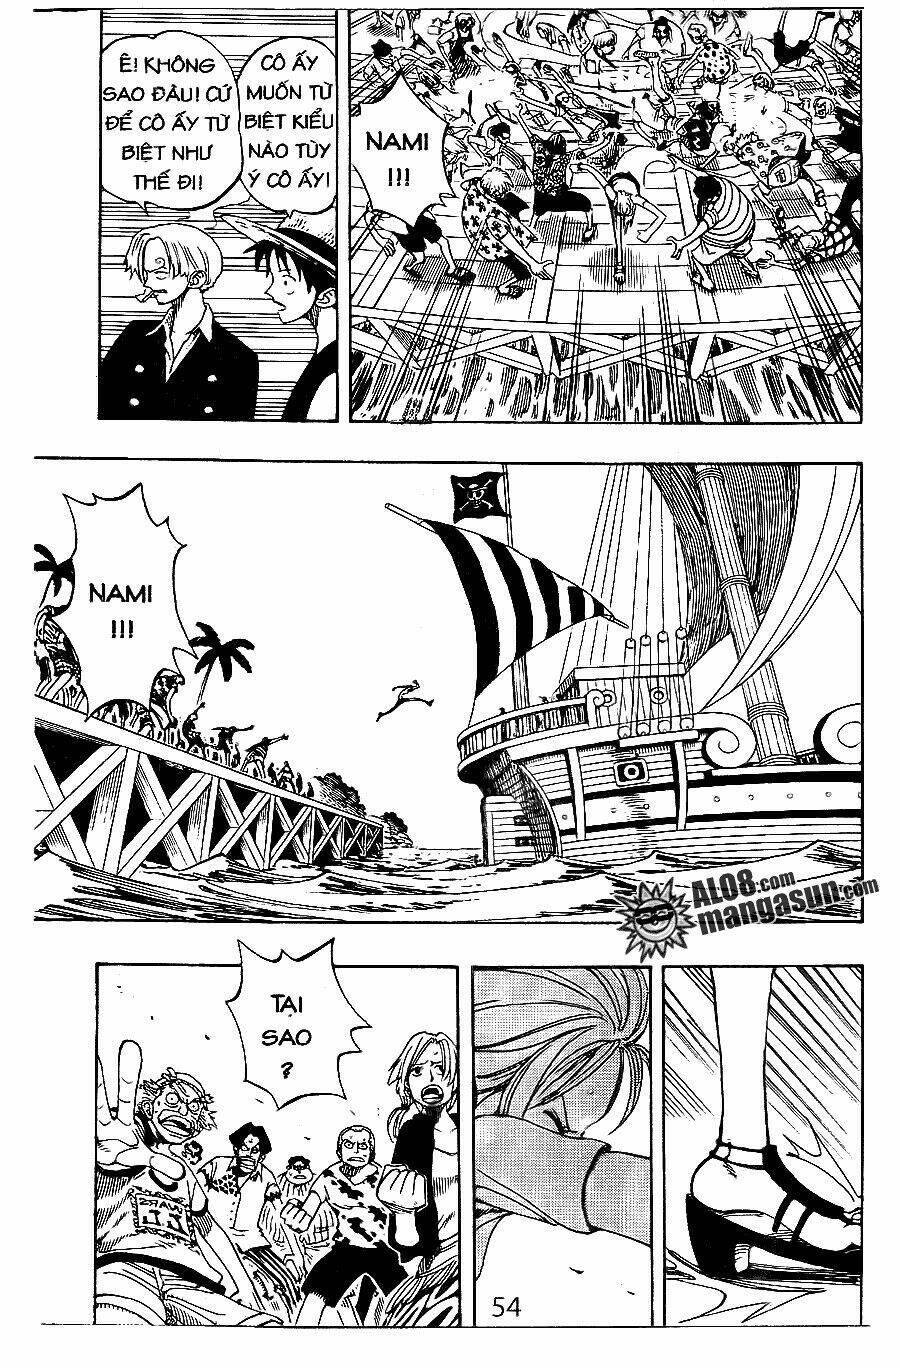 NAMI
!!!
CÔ ẤY
MUỐN TỪ
BIỆT KIỂU
NÀO TÙY
Ý CÔ ẤY!
Ê! KHÔNG
SAO ĐÂU! CỨ
ĐỂ CÔ ẤY TỪ
BIỆT NHƯ
THẾ ĐI!
NAMI
!!!
ALO8.com
mangasun.com
TẠI
SAO
?
54